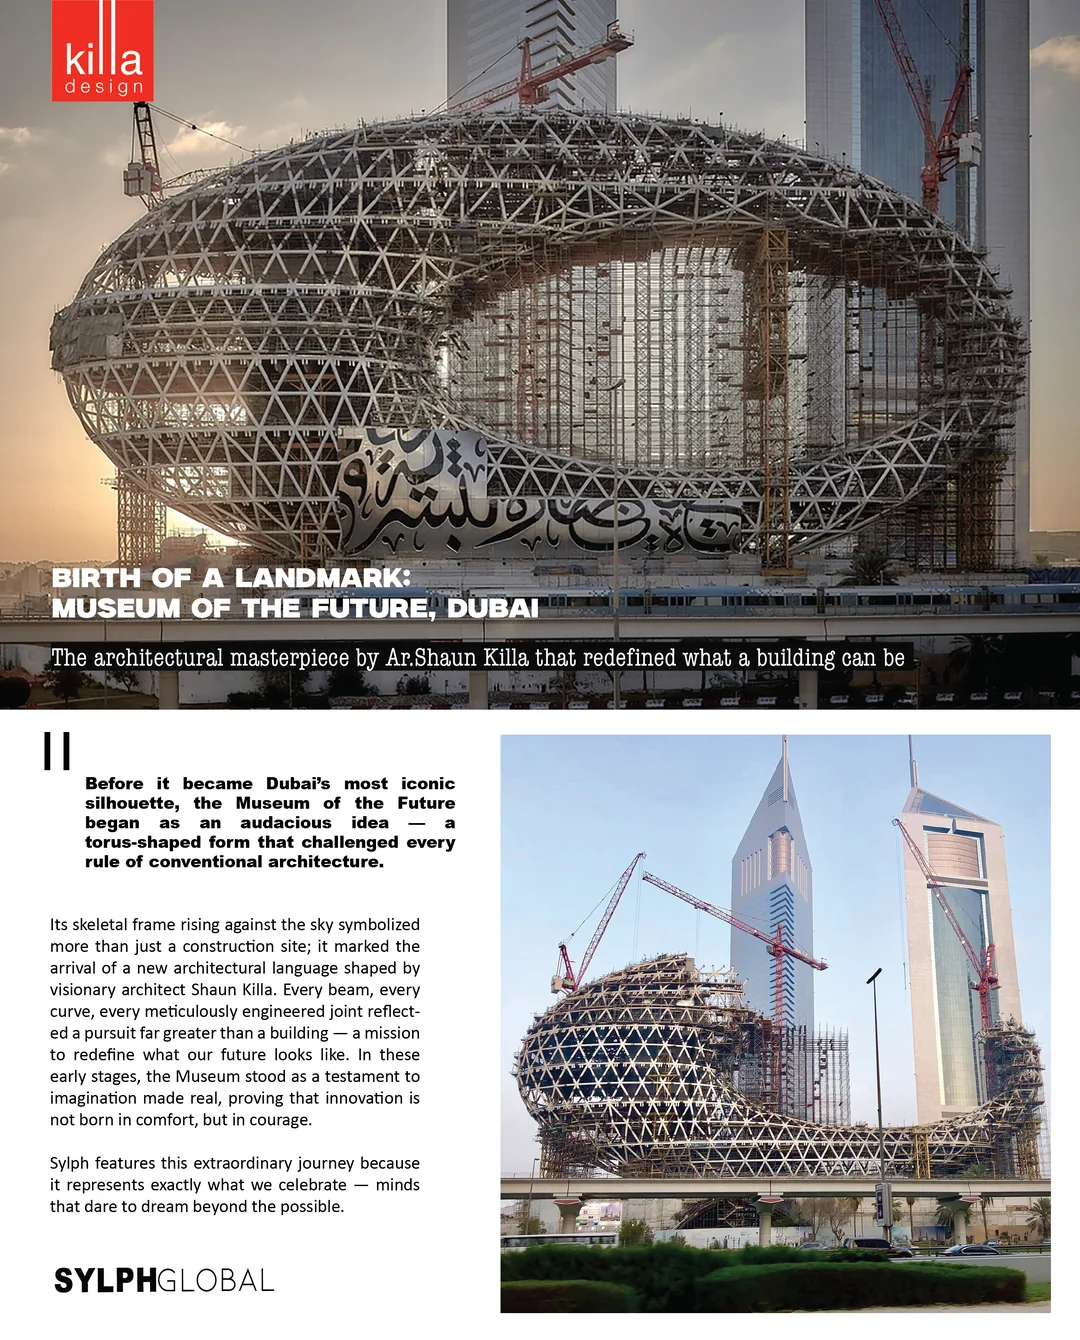 killa
design
BIRTH OF A LANDMARK:
MUSEUM OF THE FUTURE, DUBAI
The architectural masterpiece by Ar.Shaun Killa that redefined what a building can be
Before it became Dubai’s most iconic
silhouette, the Museum of the Future
began as an audacious idea — a
torus-shaped form that challenged every
rule of conventional architecture.
Its skeletal frame rising against the sky symbolized
more than just a construction site; it marked the
arrival of a new architectural language shaped by
visionary architect Shaun Killa. Every beam, every
curve, every meticulously engineered joint reflect-
ed a pursuit far greater than a building — a mission
to redefine what our future looks like. In these
early stages, the Museum stood as a testament to
imagination made real, proving that innovation is
not born in comfort, but in courage.
Sylph features this extraordinary journey because
it represents exactly what we celebrate — minds
that dare to dream beyond the possible.
SYLPHGLOBAL